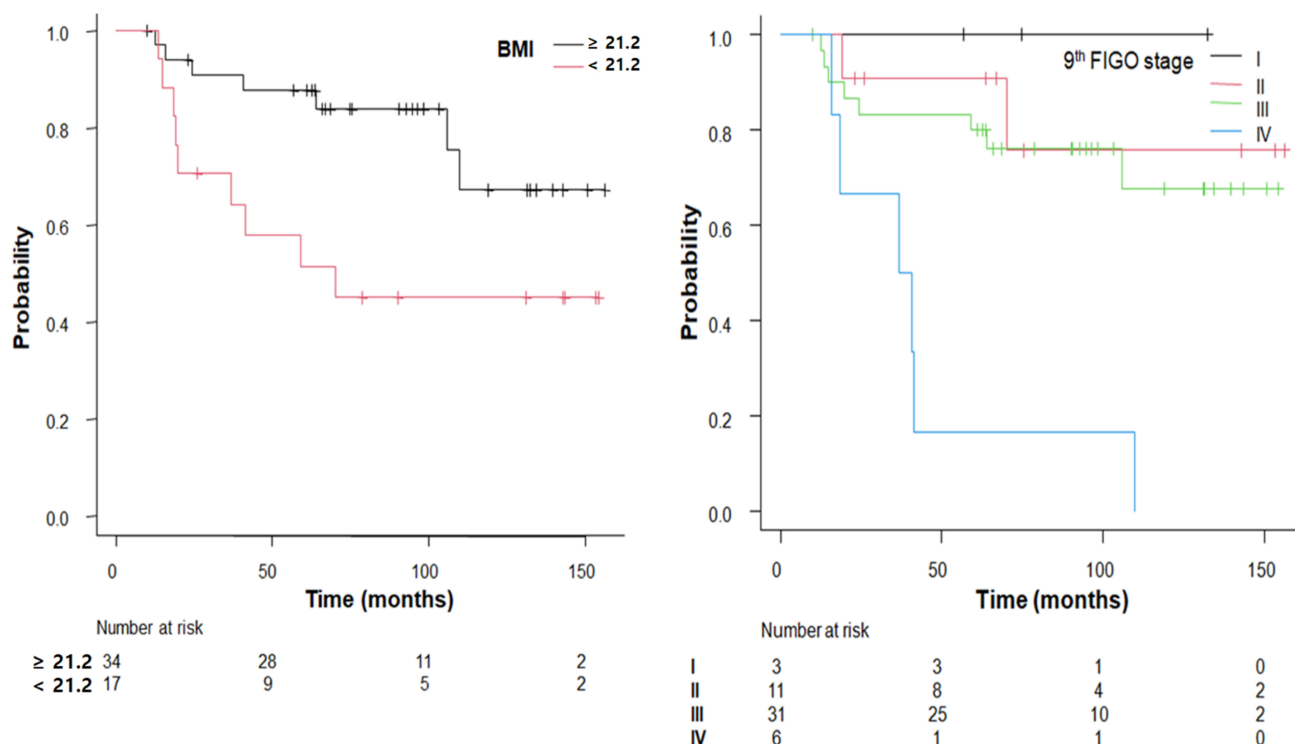 BMI
≥ 21.2
< 21.2
1.0
0.8
0.6
0.4
0.2
0.0
Probability
0 50 100 150
Time (months)
Number at risk
≥ 21.2 34 28 11 2
< 21.2 17 9 5 2
9th FIGO stage
I
II
III
IV
1.0
0.8
0.6
0.4
0.2
0.0
Probability
0 50 100 150
Time (months)
Number at risk
I 3 3 1 0
II 11 8 4 2
III 31 25 10 2
IV 6 1 1 0